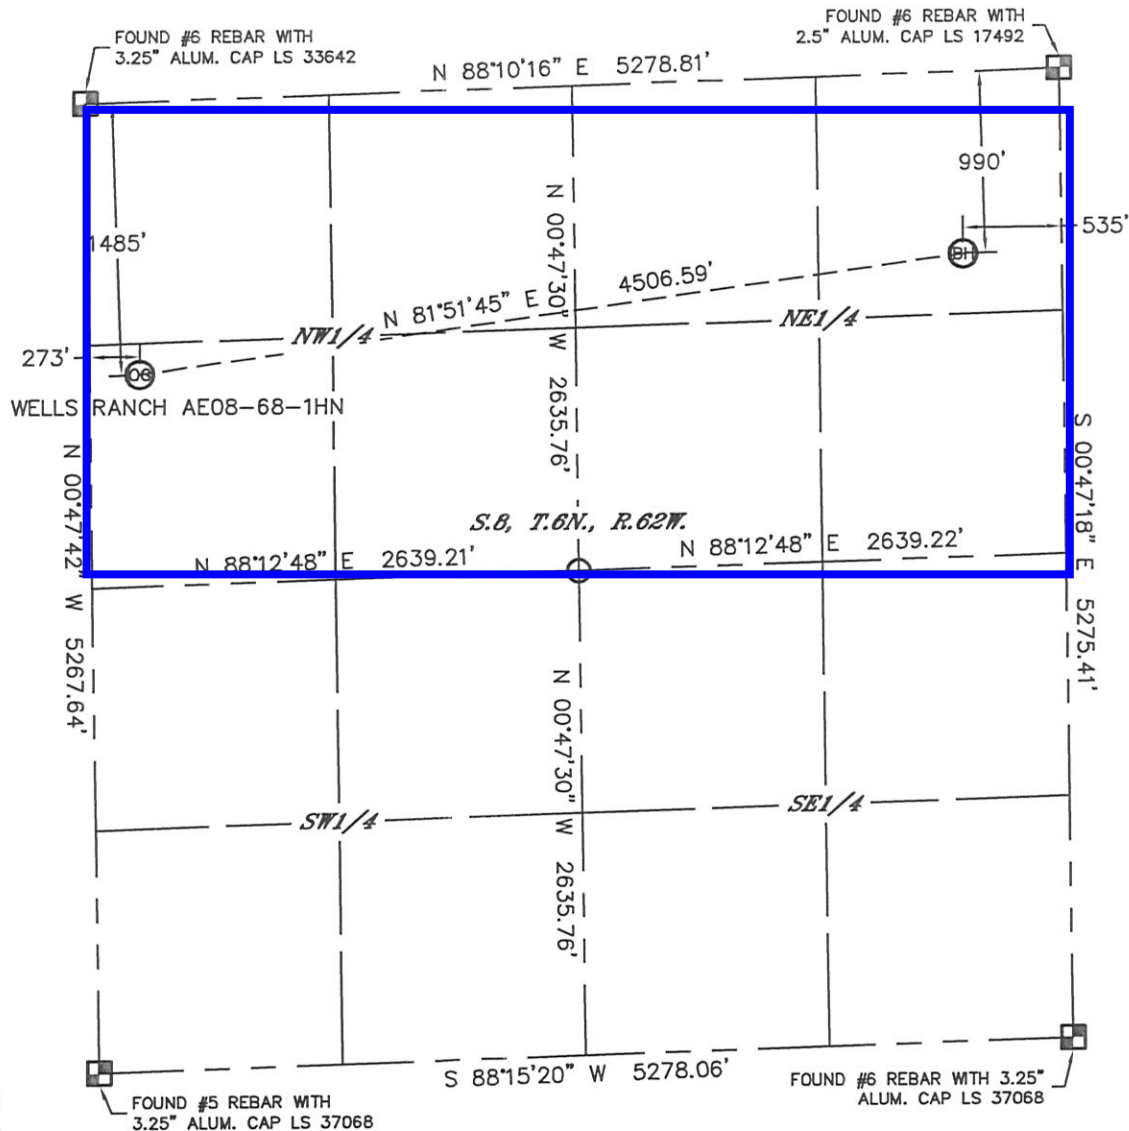 FOUND #6 REBAR WITH
3.25" ALUM. CAP LS 33642
FOUND #6 REBAR WITH
2.5" ALUM. CAP LS 17492
N 88°10'16" E 5278.81'
990'
535'
1485'
N 00°47'30" W 2635.76'
BH
4506.59'
N 81°51'45" E
NW1/4
NE1/4
273'
OG
WELLS RANCH AE08-68-1HN
N 00°47'42" W 5267.64'
S 00°47'18" E 5275.41'
S.8, T.6N., R.62W.
N 88°12'48" E 2639.21'
N 88°12'48" E 2639.22'
N 00°47'30" W 2635.76'
SW1/4
SE1/4
S 88°15'20" W 5278.06'
FOUND #5 REBAR WITH
3.25" ALUM. CAP LS 37068
FOUND #6 REBAR WITH 3.25"
ALUM. CAP LS 37068